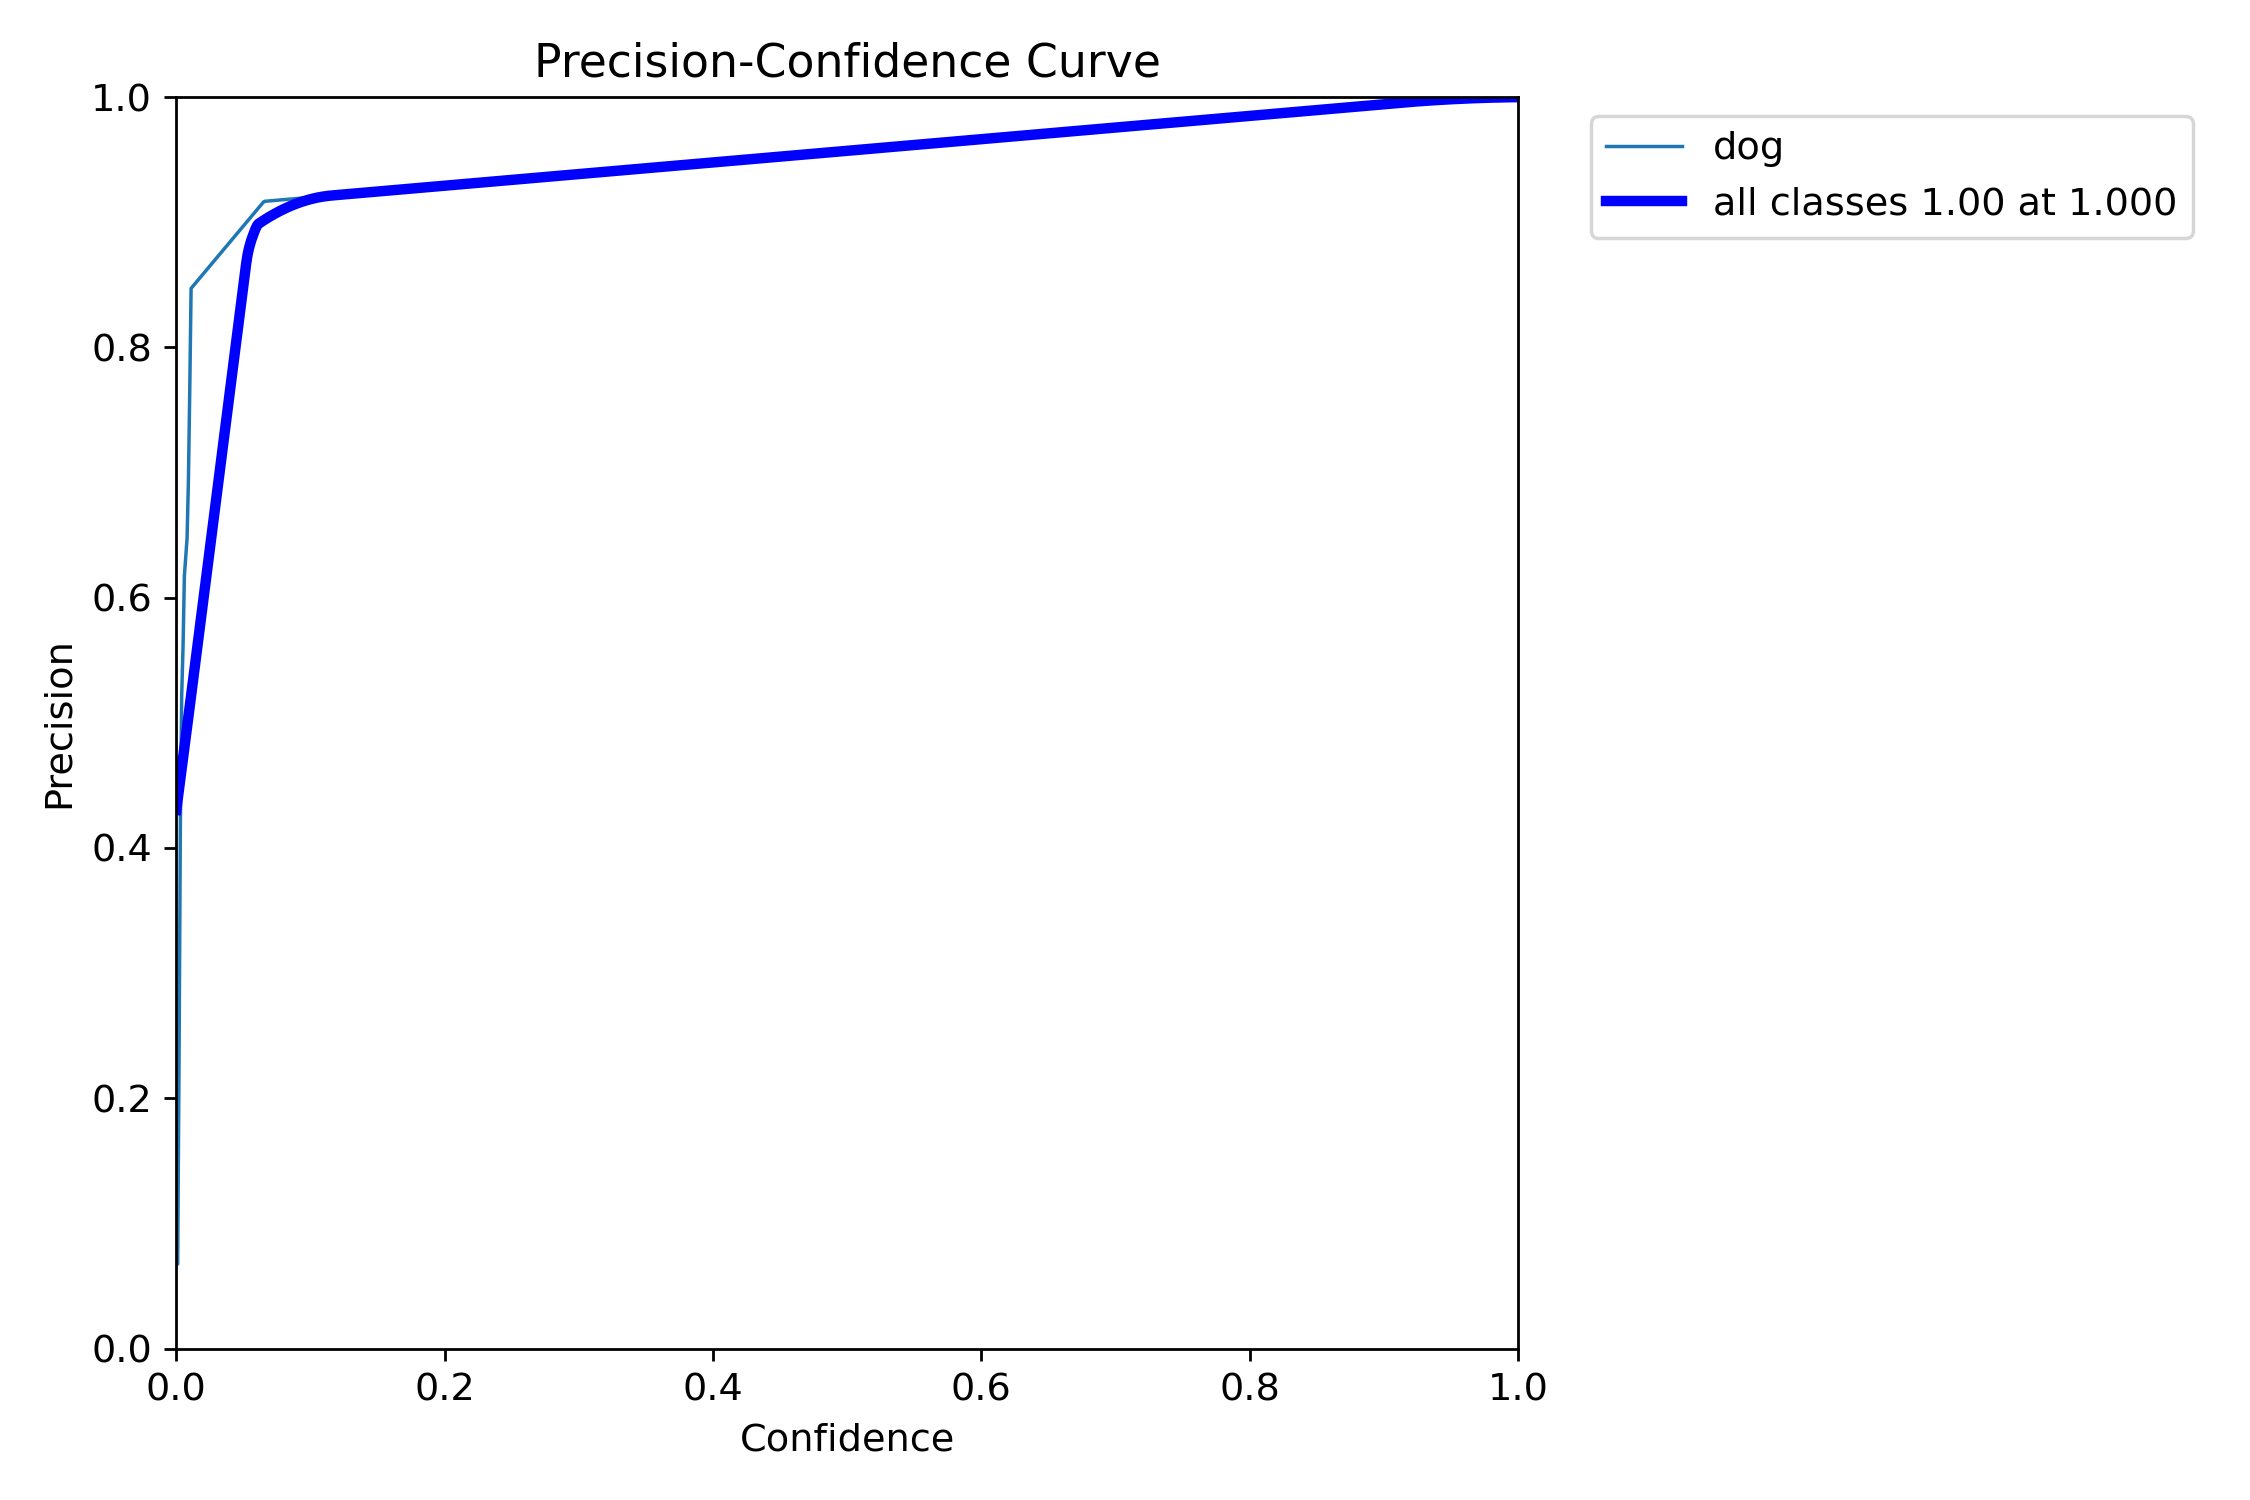 Precision-Confidence Curve
1.0
0.8
0.6
0.4
0.2
0.0
Precision
0.0 0.2 0.4 0.6 0.8 1.0
Confidence
dog
all classes 1.00 at 1.000